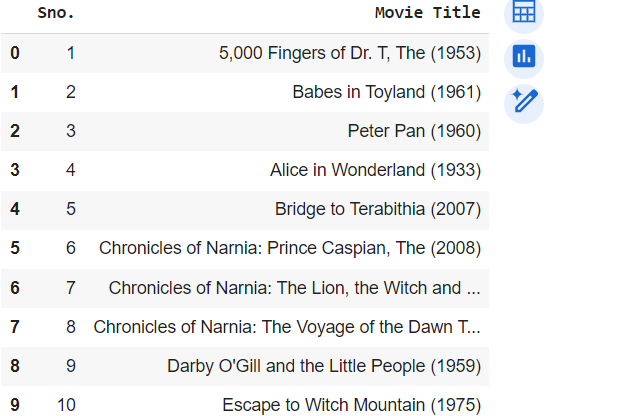 Sno. Movie Title
0 1 5,000 Fingers of Dr. T, The (1953)
1 2 Babes in Toyland (1961)
2 3 Peter Pan (1960)
3 4 Alice in Wonderland (1933)
4 5 Bridge to Terabithia (2007)
5 6 Chronicles of Narnia: Prince Caspian, The (2008)
6 7 Chronicles of Narnia: The Lion, the Witch and ...
7 8 Chronicles of Narnia: The Voyage of the Dawn T...
8 9 Darby O'Gill and the Little People (1959)
9 10 Escape to Witch Mountain (1975)